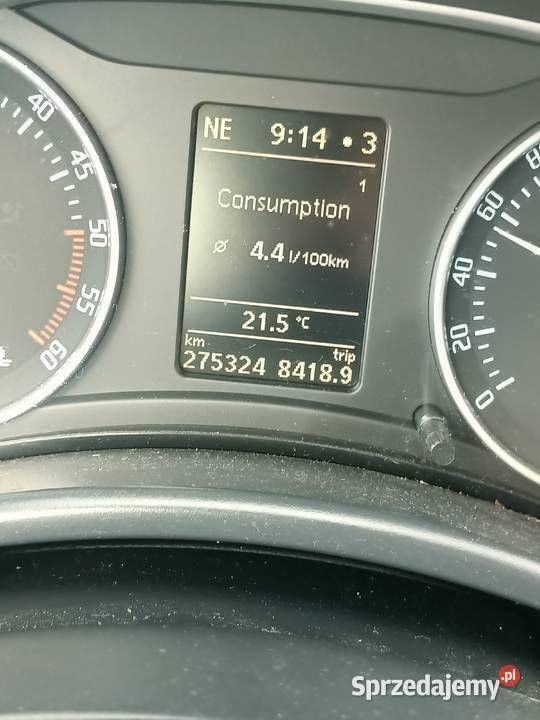 NE 9:14 • 3
1
Consumption
ø 4.4 l/100km
21.5 °C
km trip
275324 8418.9
40
45
50
55
60
80
60
40
20
0
Sprzedajemy.pl